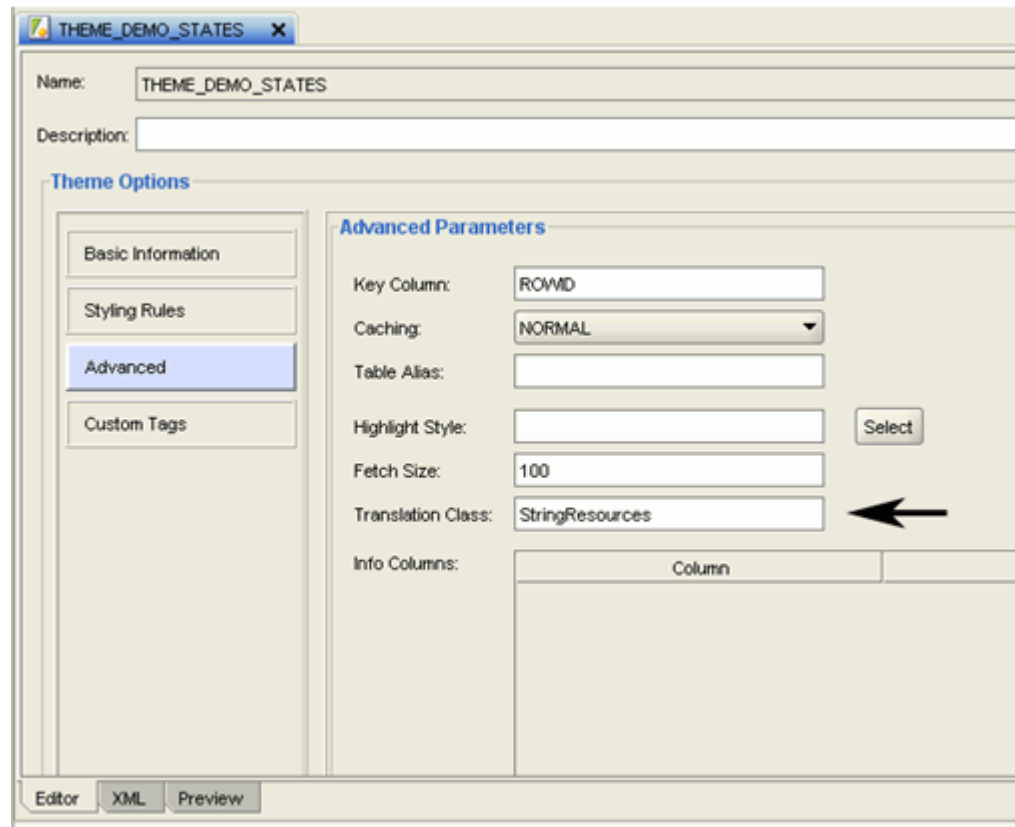 THEME_DEMO_STATES
Name: THEME_DEMO_STATES
Description:
Theme Options
Basic Information
Styling Rules
Advanced
Custom Tags
Advanced Parameters
Key Column: ROWID
Caching: NORMAL
Table Alias:
Highlight Style: Select
Fetch Size: 100
Translation Class: StringResources
Info Columns: Column
Editor XML Preview